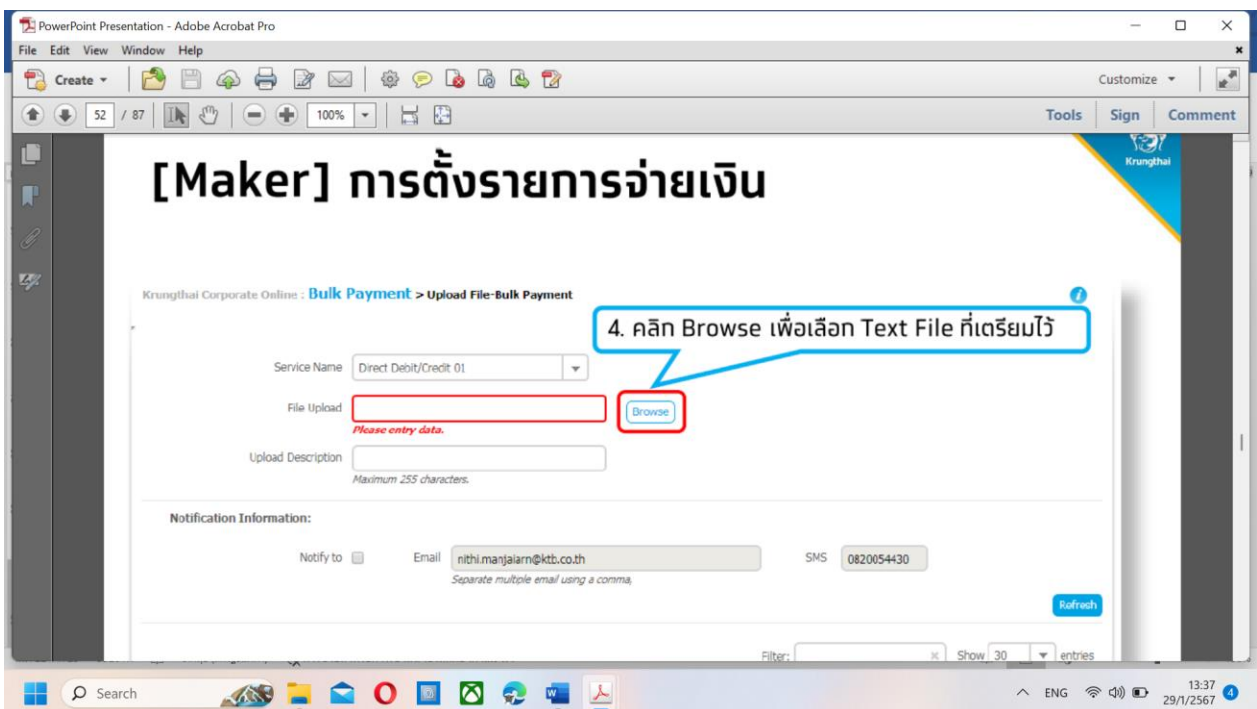 PowerPoint Presentation - Adobe Acrobat Pro
File Edit View Window Help
Create
Customize
52 / 87
100%
Tools Sign Comment
Krungthai
[Maker] การตั้งรายการจ่ายเงิน
Krungthai Corporate Online : Bulk Payment > Upload File-Bulk Payment
4. คลิก Browse เพื่อเลือก Text File ที่เตรียมไว้
Service Name Direct Debit/Credit 01
File Upload Browse
Please entry data.
Upload Description
Maximum 255 characters.
Notification Information:
Notify to Email nithi.manjaiarn@ktb.co.th SMS 0820054430
Separate multiple email using a comma,
Refresh
Filter: Show 30 entries
Search
ENG
13:37
29/1/2567
4